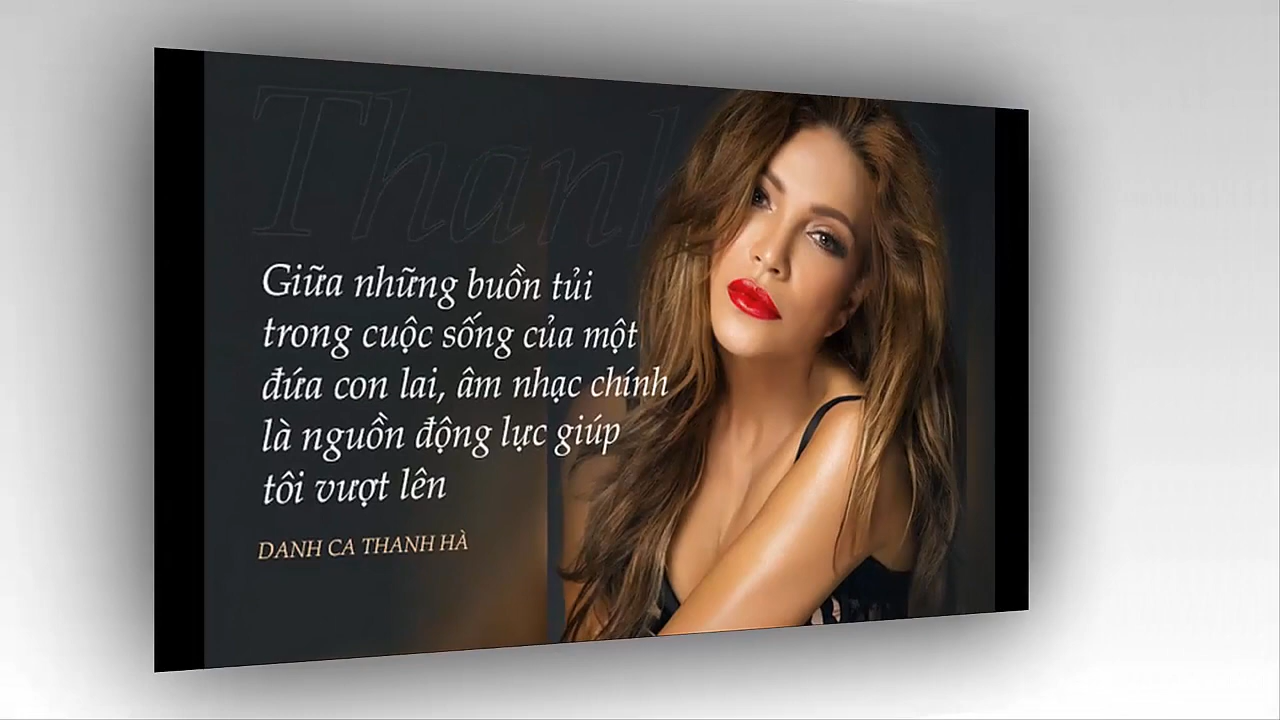 Thanh
Giữa những buồn tủi
trong cuộc sống của một
đứa con lai, âm nhạc chính
là nguồn động lực giúp
tôi vượt lên
DANH CA THANH HÀ